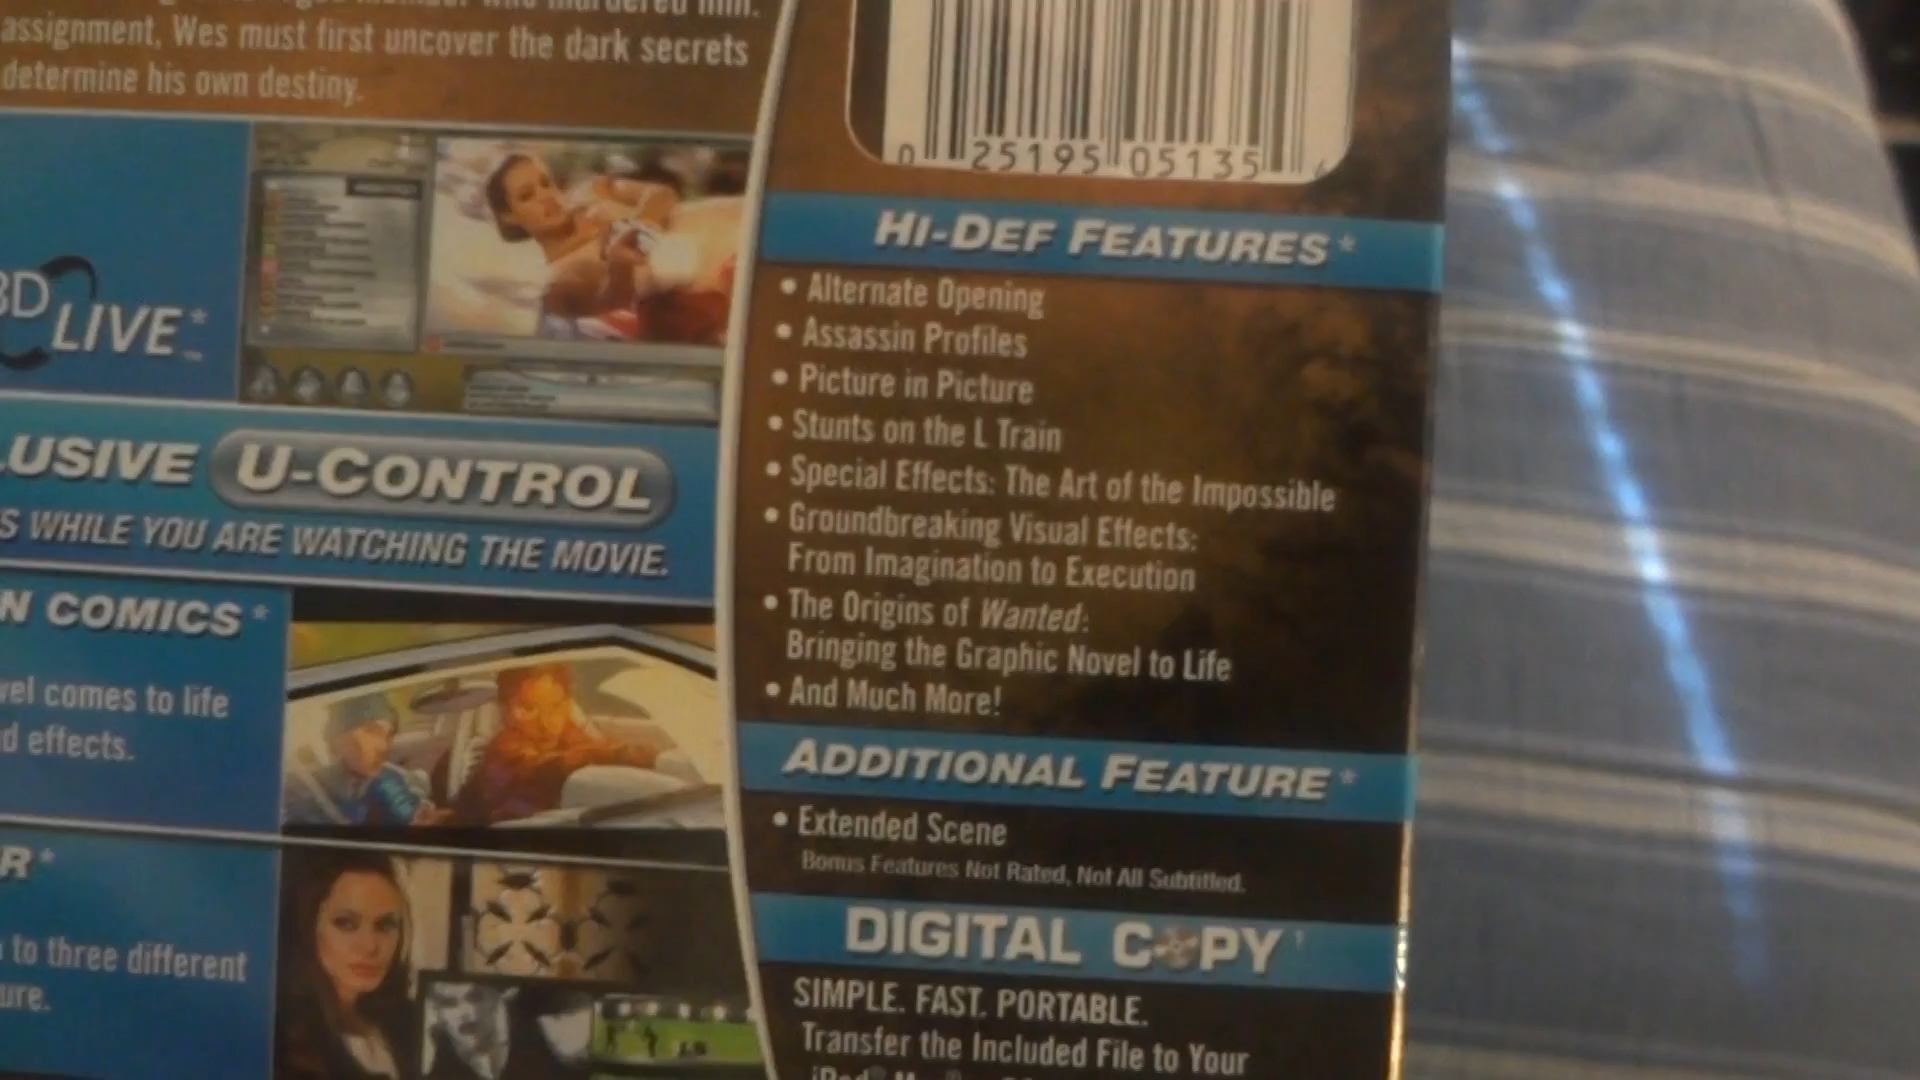 assignment, Wes must first uncover the dark secrets
determine his own destiny.
LIVE*™
LUSIVE U-CONTROL
S WHILE YOU ARE WATCHING THE MOVIE.
N COMICS*
vel comes to life
d effects.
R*
to three different
ure.
0 25195 05135
HI-DEF FEATURES*
• Alternate Opening
• Assassin Profiles
• Picture in Picture
• Stunts on the L Train
• Special Effects: The Art of the Impossible
• Groundbreaking Visual Effects:
From Imagination to Execution
• The Origins of Wanted:
Bringing the Graphic Novel to Life
• And Much More!
ADDITIONAL FEATURE*
• Extended Scene
Bonus Features Not Rated, Not All Subtitled.
DIGITAL COPY†
SIMPLE. FAST. PORTABLE.
Transfer the Included File to Your